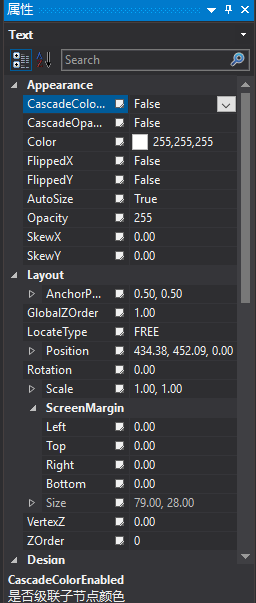 属性
Text
Search
Appearance
CascadeColo... False
CascadeOpa... False
Color 255,255,255
FlippedX False
FlippedY False
AutoSize True
Opacity 255
SkewX 0.00
SkewY 0.00
Layout
AnchorP... 0.50, 0.50
GlobalZOrder 1.00
LocateType FREE
Position 434.38, 452.09, 0.00
Rotation 0.00
Scale 1.00, 1.00
ScreenMargin
Left 0.00
Top 0.00
Right 0.00
Bottom 0.00
Size 79.00, 28.00
VertexZ 0.00
ZOrder 0
Design
CascadeColorEnabled
是否级联子节点颜色